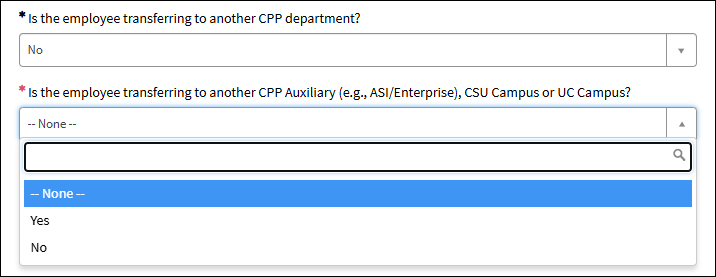 * Is the employee transferring to another CPP department?
No
* Is the employee transferring to another CPP Auxiliary (e.g., ASI/Enterprise), CSU Campus or UC Campus?
-- None --
-- None --
Yes
No